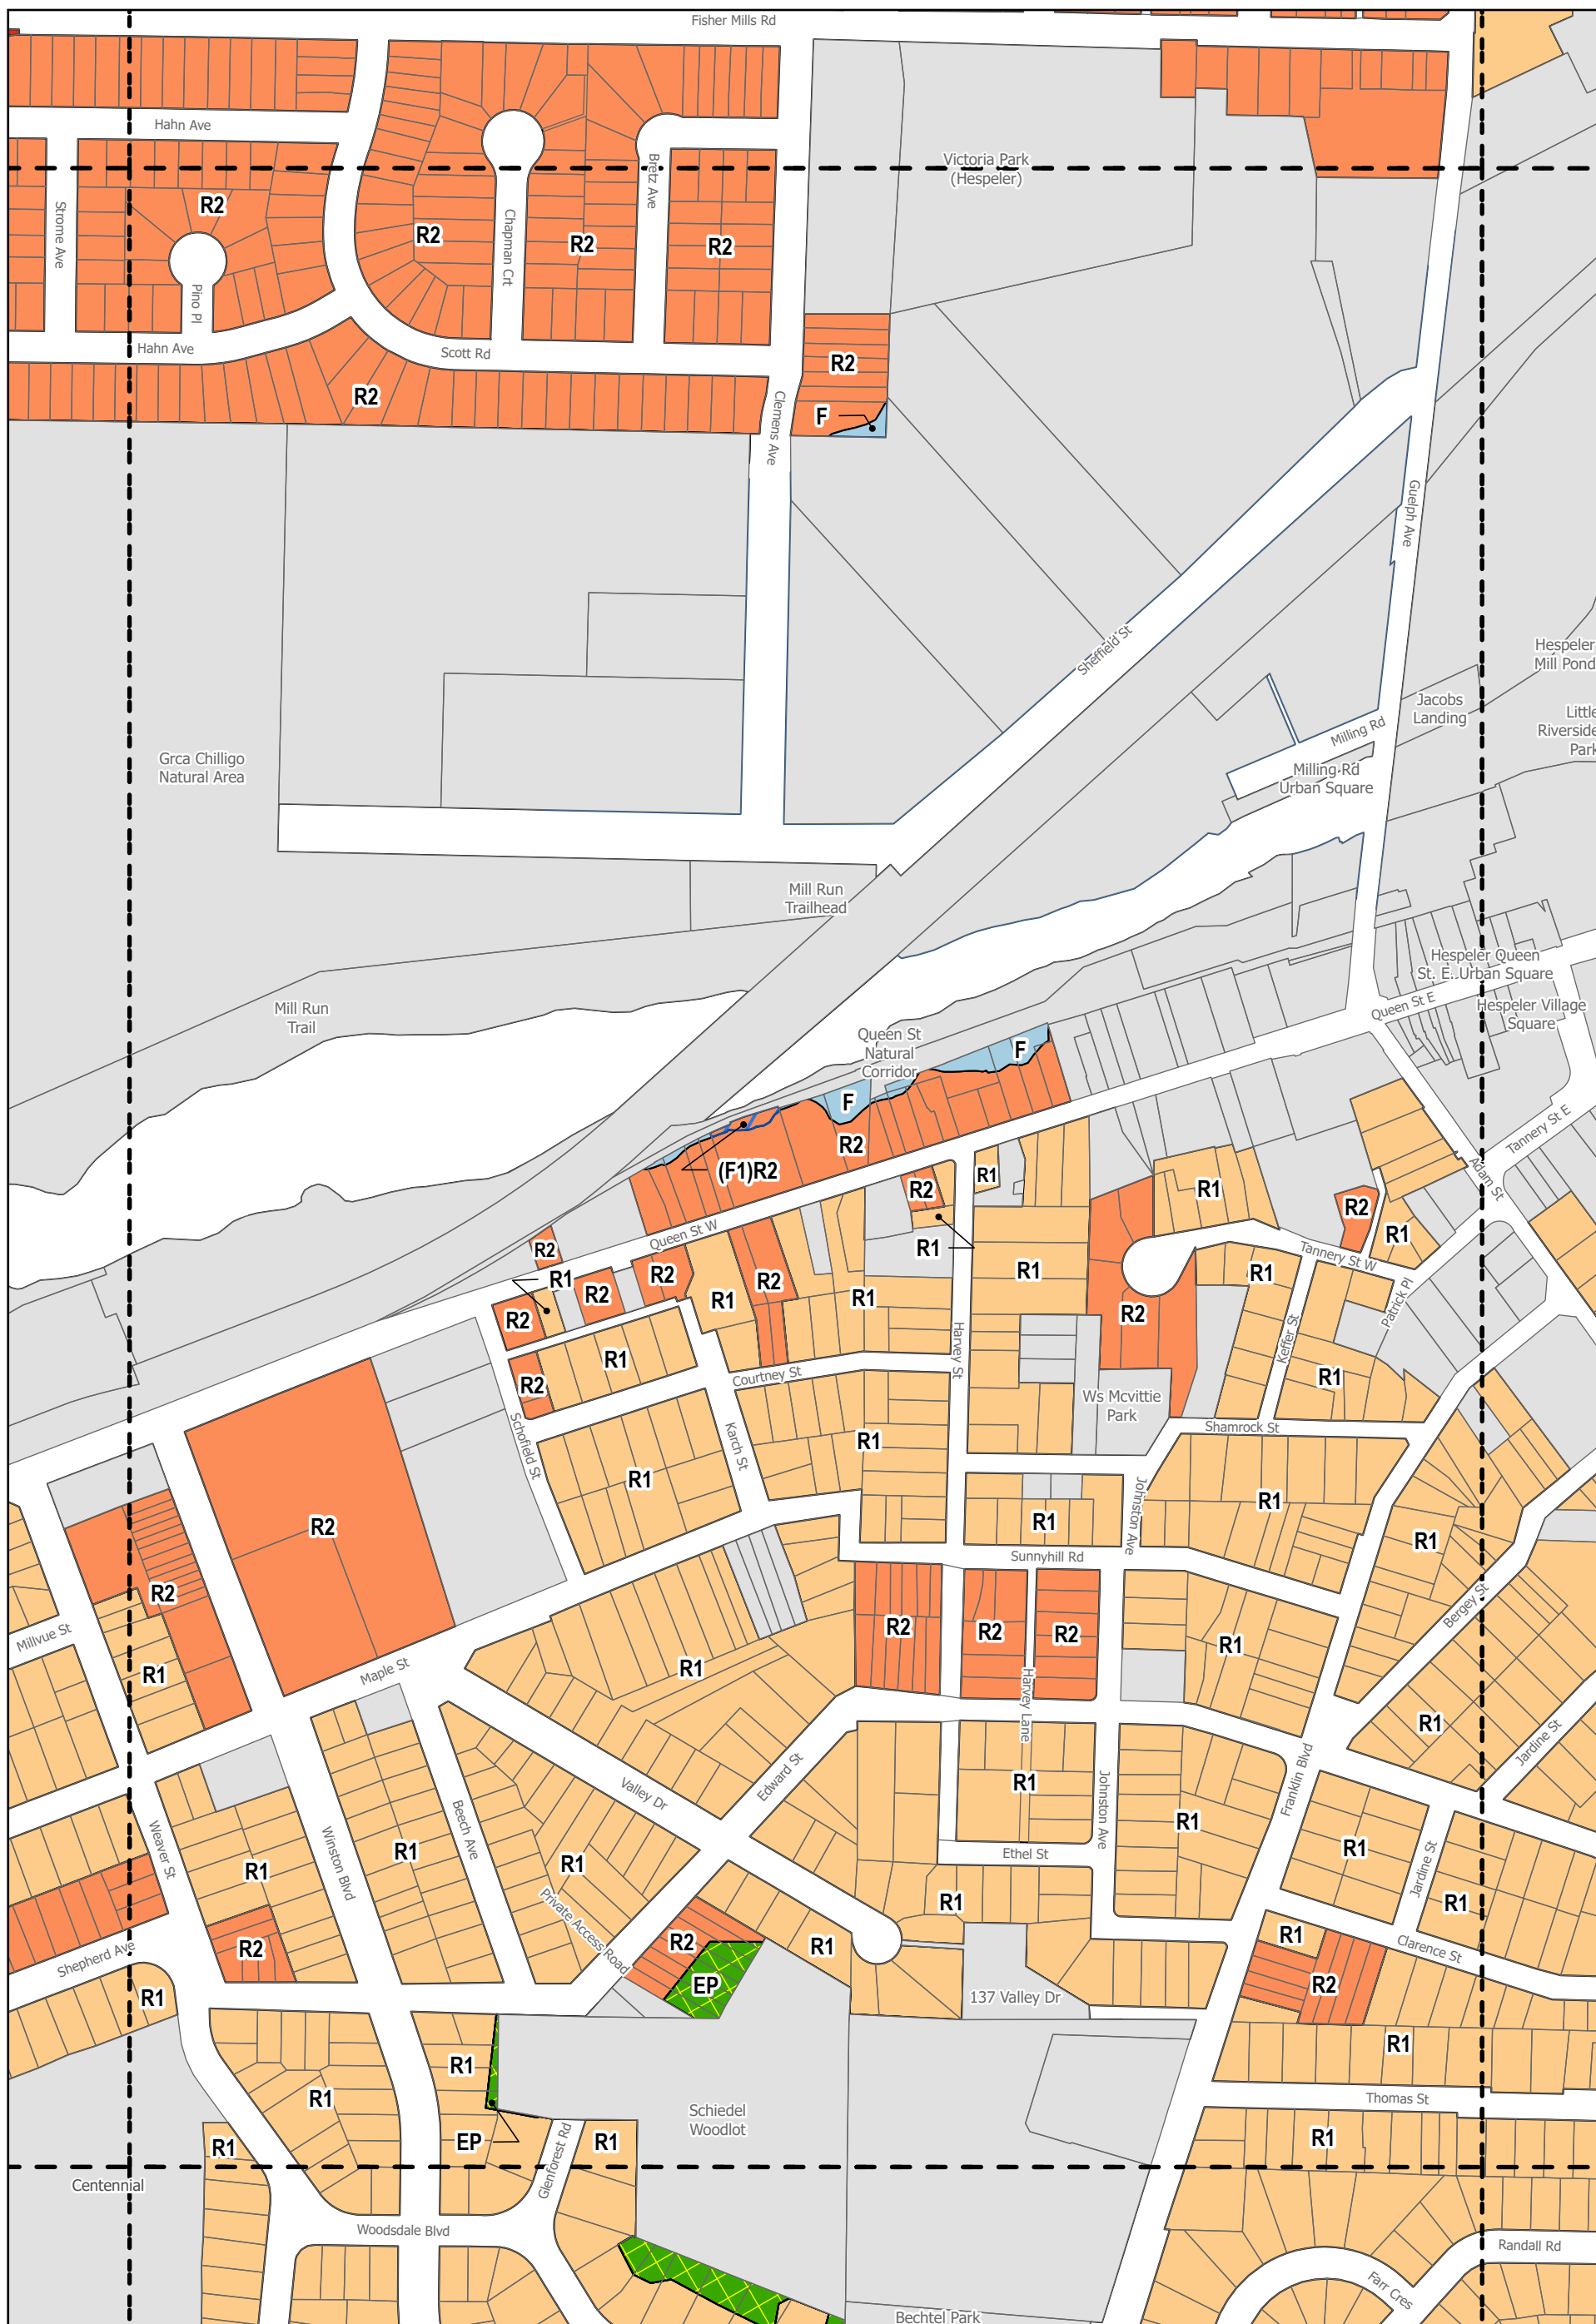 Fisher Mills Rd
Hahn Ave
Victoria Park
(Hespeler)
Bretz Ave
R2
Strome Ave
Chapman Crt
R2
R2
R2
Pino Pl
Hahn Ave
Scott Rd
R2
R2
F
Clemens Ave
Guelph Ave
Sheffield St
Hespeler
Mill Pond
Jacobs
Landing
Little
Riverside
Park
Milling Rd
Grca Chilligo
Natural Area
Milling Rd
Urban Square
Mill Run
Trailhead
Hespeler Queen
St. E. Urban Square
Queen St E
Hespeler Village
Square
Mill Run
Trail
Queen St
Natural
Corridor
F
F
R2
(F1)R2
Tannery St E
Adam St
R1
R2
R1
R2
R1
Queen St W
R2
R1
R1
Tannery St W
R1
R2
R1
R2
R2
R1
R2
R1
R1
Patrick Pl
R2
R2
Keffer St
Harvey St
R1
R2
Courtney St
R1
Ws Mcvittie
Park
Schofield St
Karch St
Shamrock St
R1
R1
R1
Johnston Ave
R2
R1
R1
Sunnyhill Rd
R2
Bergey St
Millvue St
R2
R2
R2
R1
R1
Maple St
R1
Harvey Lane
R1
Jardine St
Valley Dr
Edward St
R1
Franklin Blvd
Johnston Ave
R1
Weaver St
Winston Blvd
Beech Ave
R1
R1
R1
R1
Ethel St
Jardine St
R1
R1
R1
Private Access Road
Shepherd Ave
R2
R2
R1
R1
Clarence St
EP
R2
R1
137 Valley Dr
R1
R1
R1
Schiedel
Woodlot
Thomas St
R1
EP
R1
R1
Glenforest Rd
Centennial
Woodsdale Blvd
Randall Rd
Farr Cres
Bechtel Park